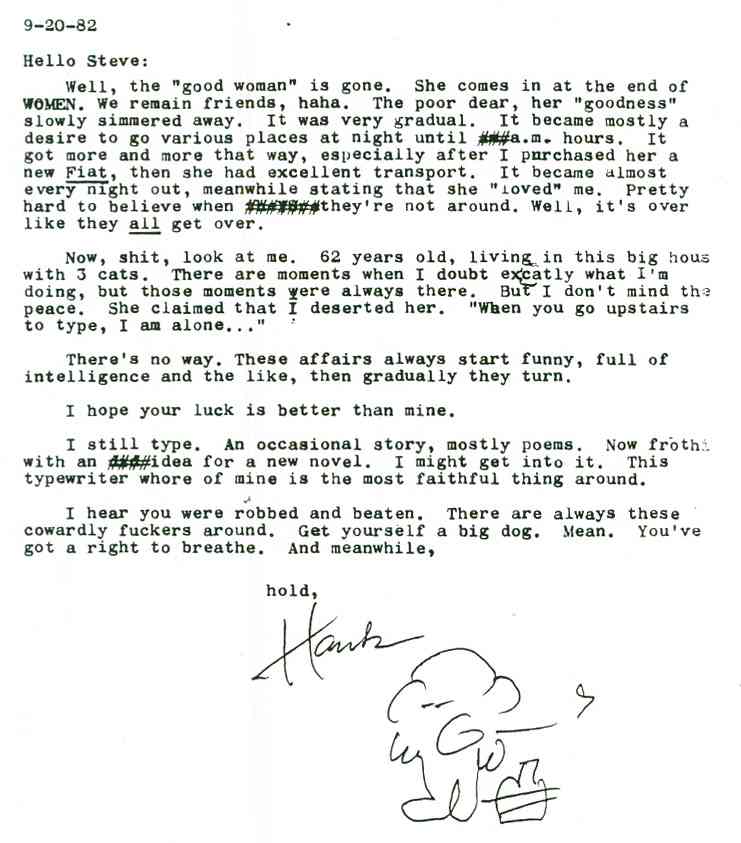 9-20-82
Hello Steve:
Well, the "good woman" is gone. She comes in at the end of
WOMEN. We remain friends, haha. The poor dear, her "goodness"
slowly simmered away. It was very gradual. It became mostly a
desire to go various places at night until ###a.m. hours. It
got more and more that way, especially after I purchased her a
new Fiat, then she had excellent transport. It became almost
every night out, meanwhile stating that she "loved" me. Pretty
hard to believe when #######they're not around. Well, it's over
like they all get over.
Now, shit, look at me. 62 years old, living in this big hous
with 3 cats. There are moments when I doubt excatly what I'm
doing, but those moments were always there. But I don't mind the
peace. She claimed that I deserted her. "When you go upstairs
to type, I am alone..."
There's no way. These affairs always start funny, full of
intelligence and the like, then gradually they turn.
I hope your luck is better than mine.
I still type. An occasional story, mostly poems. Now frothi
with an ####idea for a new novel. I might get into it. This
typewriter whore of mine is the most faithful thing around.
I hear you were robbed and beaten. There are always these
cowardly fuckers around. Get yourself a big dog. Mean. You've
got a right to breathe. And meanwhile,
hold,
Hank